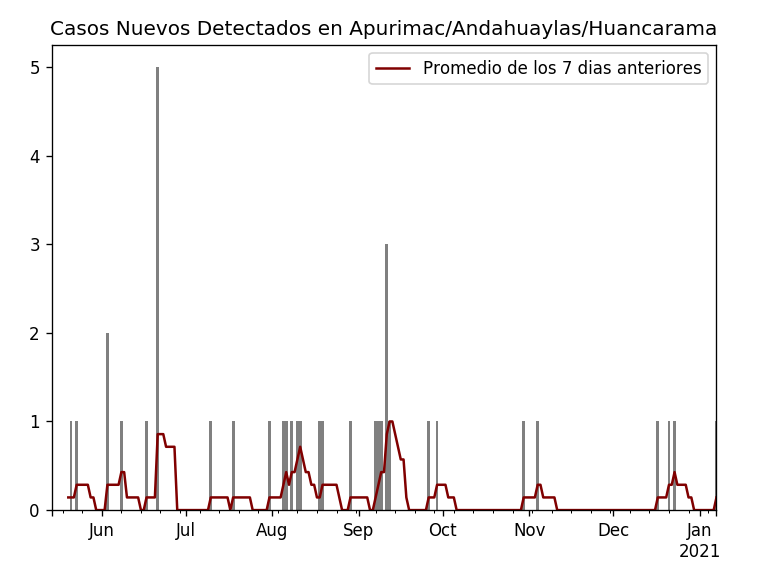 Casos Nuevos Detectados en Apurimac/Andahuaylas/Huancarama
Promedio de los 7 dias anteriores
5
4
3
2
1
0
Jun Jul Aug Sep Oct Nov Dec Jan
2021